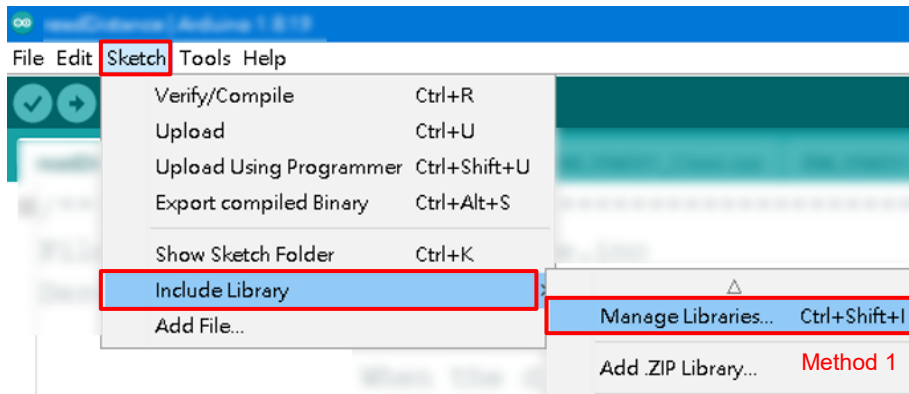 File Edit Sketch Tools Help
Verify/Compile Ctrl+R
Upload Ctrl+U
Upload Using Programmer Ctrl+Shift+U
Export compiled Binary Ctrl+Alt+S
Show Sketch Folder Ctrl+K
Include Library
Add File...
Manage Libraries... Ctrl+Shift+I
Add .ZIP Library...
Method 1